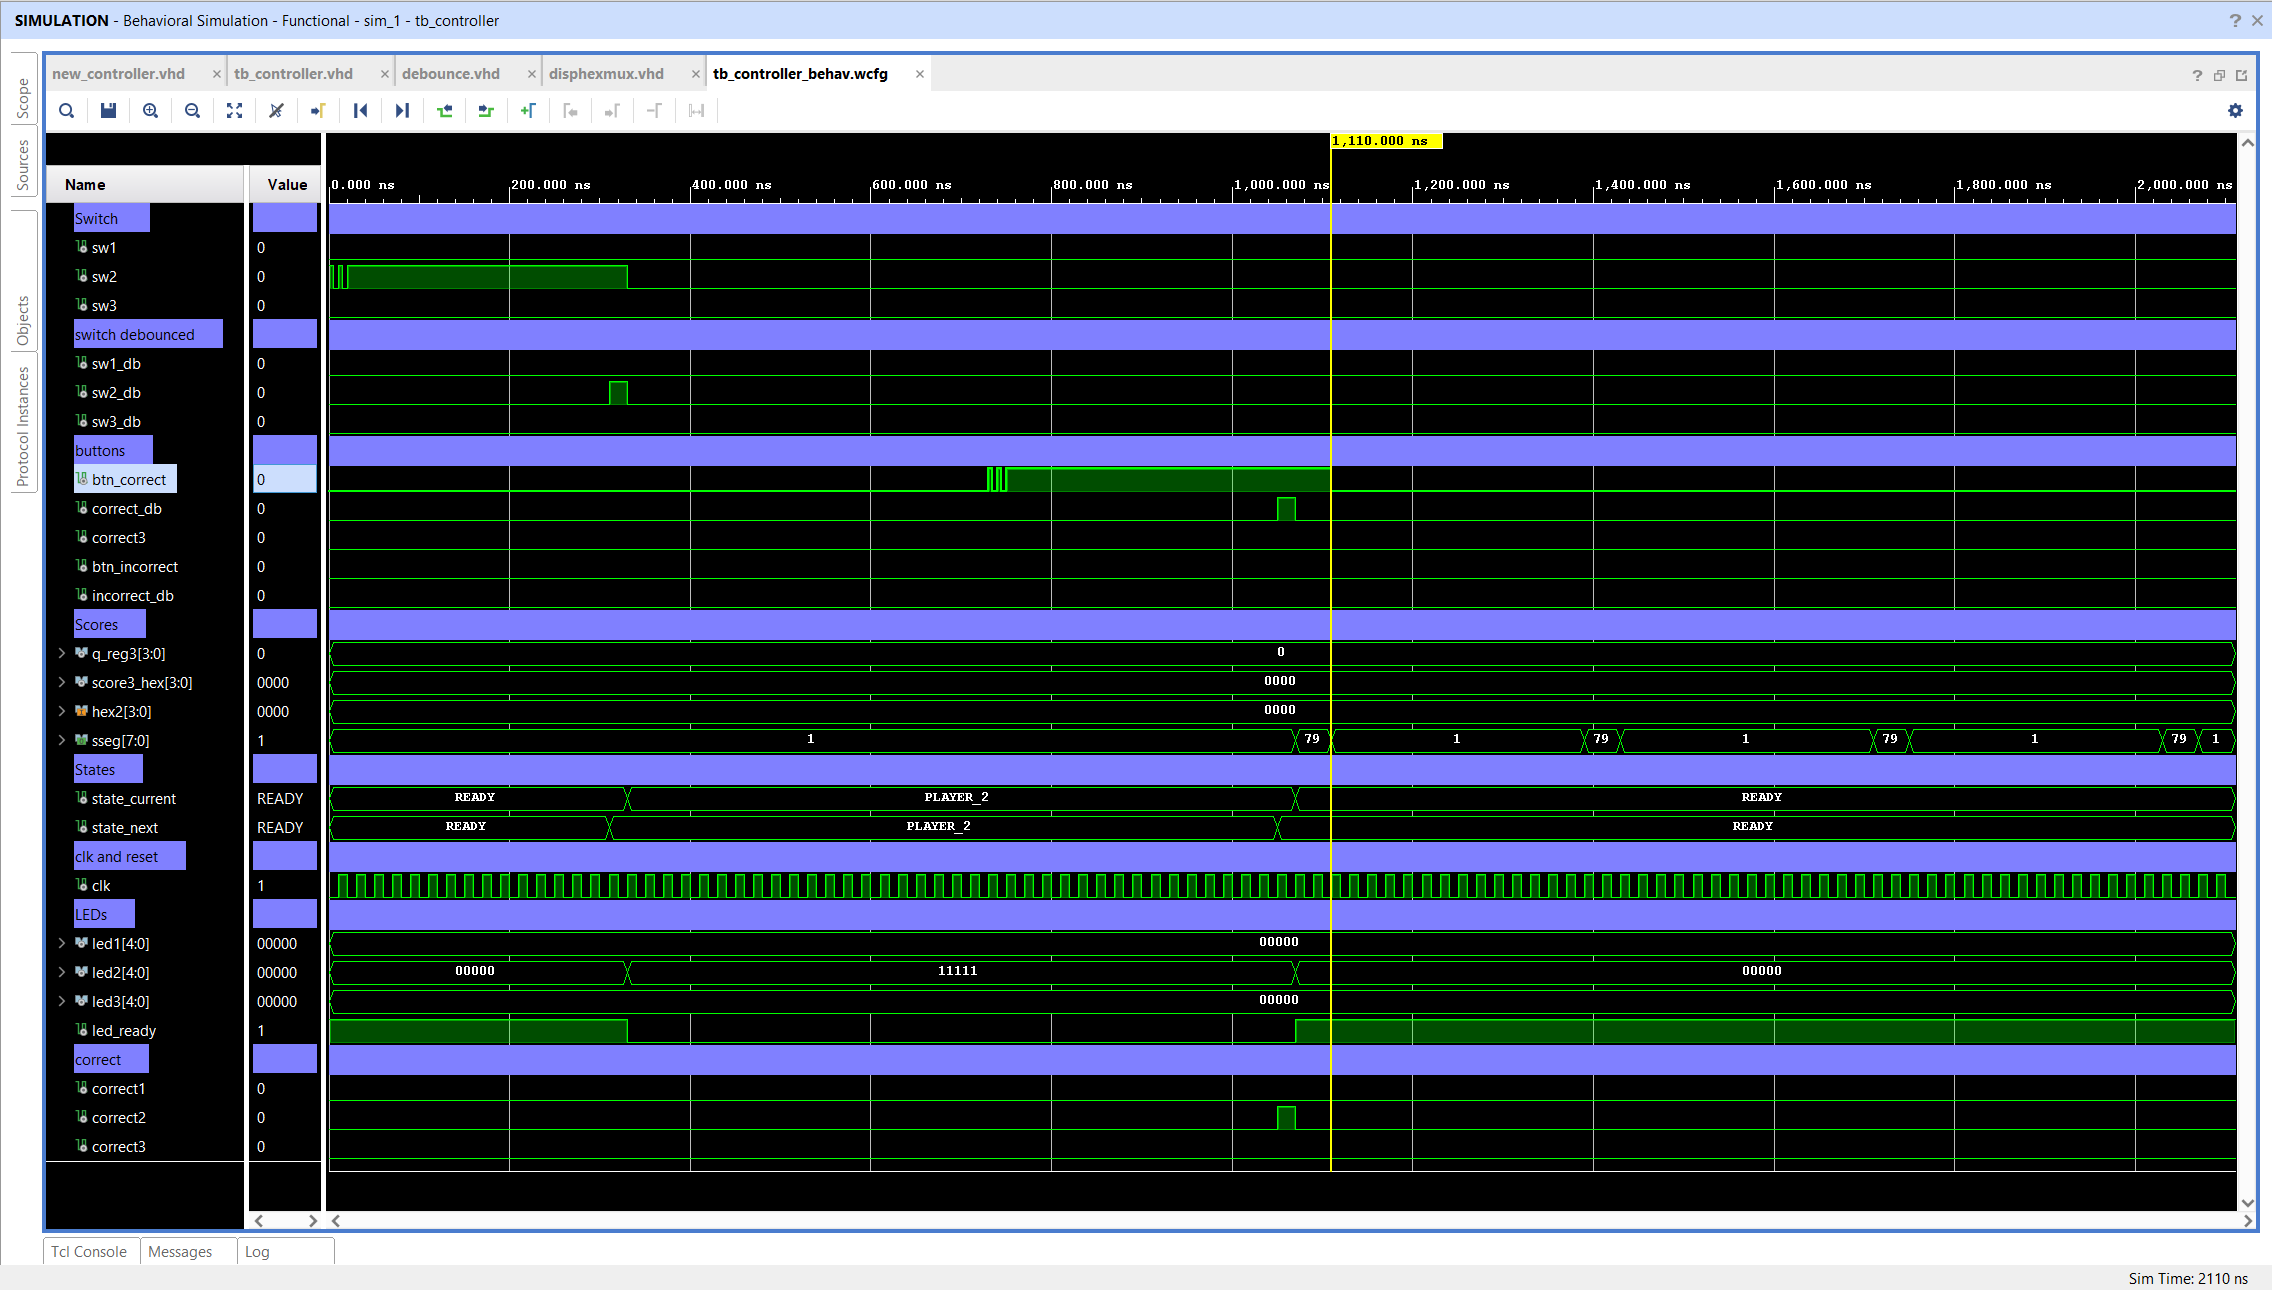 SIMULATION - Behavioral Simulation - Functional - sim_1 - tb_controller
Scope
Sources
Objects
Protocol Instances
new_controller.vhd
tb_controller.vhd
debounce.vhd
disphexmux.vhd
tb_controller_behav.wcfg
1,110.000 ns
Name Value
0.000 ns 200.000 ns 400.000 ns 600.000 ns 800.000 ns 1,000.000 ns 1,200.000 ns 1,400.000 ns 1,600.000 ns 1,800.000 ns 2,000.000 ns
Switch
sw1 0
sw2 0
sw3 0
switch debounced
sw1_db 0
sw2_db 0
sw3_db 0
buttons
btn_correct 0
correct_db 0
correct3 0
btn_incorrect 0
incorrect_db 0
Scores
q_reg3[3:0] 0 0
score3_hex[3:0] 0000 0000
hex2[3:0] 0000 0000
sseg[7:0] 1 1 79 1 79 1 79 1 79 1
States
state_current READY READY PLAYER_2 READY
state_next READY READY PLAYER_2 READY
clk and reset
clk 1
LEDs
led1[4:0] 00000 00000
led2[4:0] 00000 00000 11111 00000
led3[4:0] 00000 00000
led_ready 1
correct
correct1 0
correct2 0
correct3 0
Tcl Console
Messages
Log
Sim Time: 2110 ns